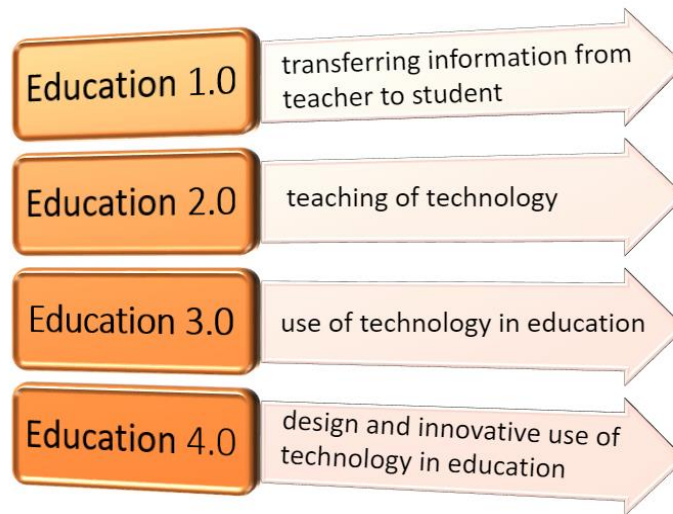 Education 1.0
transferring information from
teacher to student
Education 2.0
teaching of technology
Education 3.0
use of technology in education
Education 4.0
design and innovative use of
technology in education